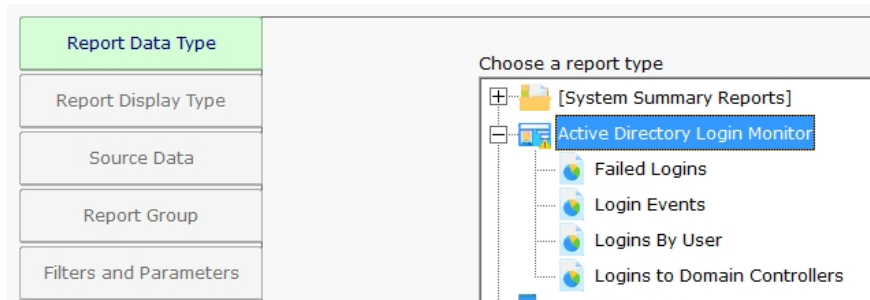 Report Data Type
Report Display Type
Source Data
Report Group
Filters and Parameters
Choose a report type
[System Summary Reports]
Active Directory Login Monitor
Failed Logins
Login Events
Logins By User
Logins to Domain Controllers